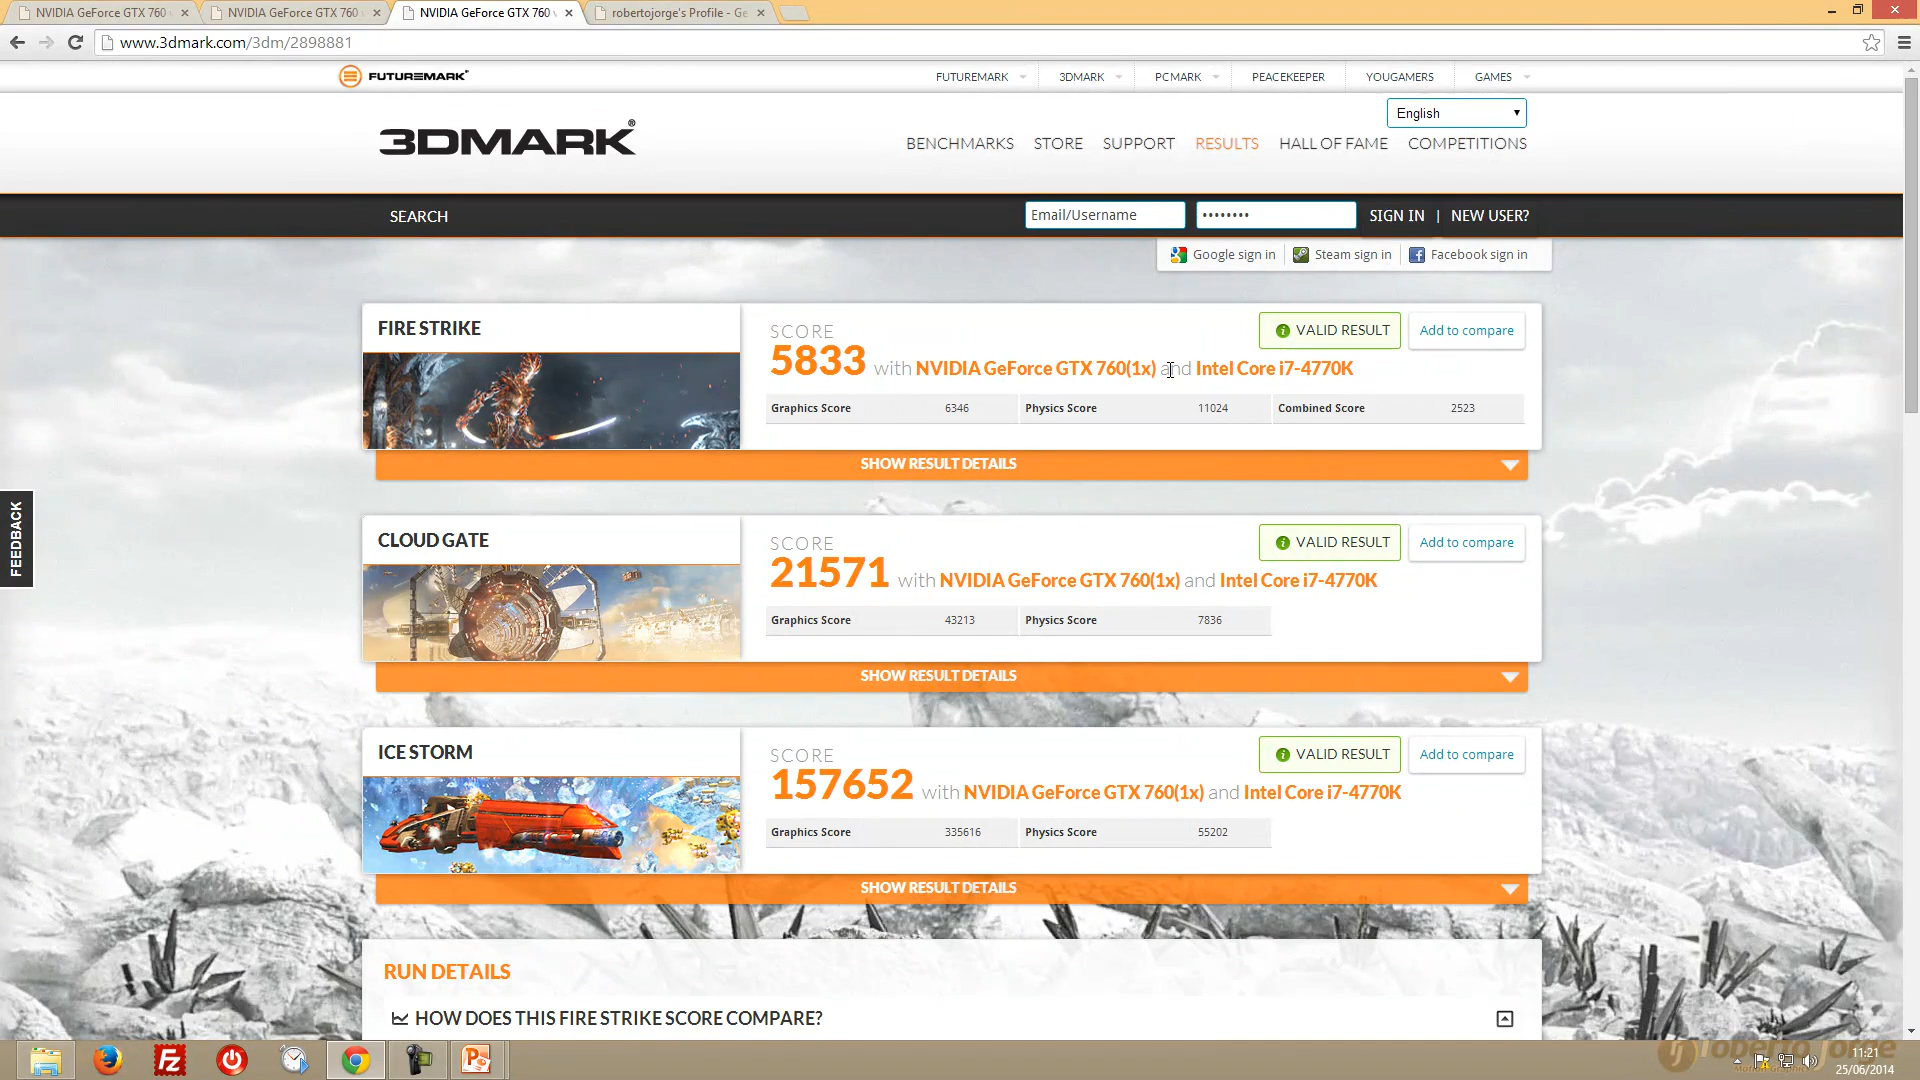 NVIDIA GeForce GTX 760
NVIDIA GeForce GTX 760
NVIDIA GeForce GTX 760
robertojorge's Profile - Ge
www.3dmark.com/3dm/2898881
FUTUREMARK
FUTUREMARK
3DMARK
PCMARK
PEACEKEEPER
YOUGAMERS
GAMES
English
3DMARK®
BENCHMARKS
STORE
SUPPORT
RESULTS
HALL OF FAME
COMPETITIONS
SEARCH
Email/Username
••••••••
SIGN IN | NEW USER?
Google sign in
Steam sign in
Facebook sign in
FIRE STRIKE
SCORE
5833 with NVIDIA GeForce GTX 760(1x) and Intel Core i7-4770K
VALID RESULT
Add to compare
Graphics Score 6346
Physics Score 11024
Combined Score 2523
SHOW RESULT DETAILS
FEEDBACK
CLOUD GATE
SCORE
21571 with NVIDIA GeForce GTX 760(1x) and Intel Core i7-4770K
VALID RESULT
Add to compare
Graphics Score 43213
Physics Score 7836
SHOW RESULT DETAILS
ICE STORM
SCORE
157652 with NVIDIA GeForce GTX 760(1x) and Intel Core i7-4770K
VALID RESULT
Add to compare
Graphics Score 335616
Physics Score 55202
SHOW RESULT DETAILS
RUN DETAILS
HOW DOES THIS FIRE STRIKE SCORE COMPARE?
Fz
P
roberto jorge
11:21
25/06/2014